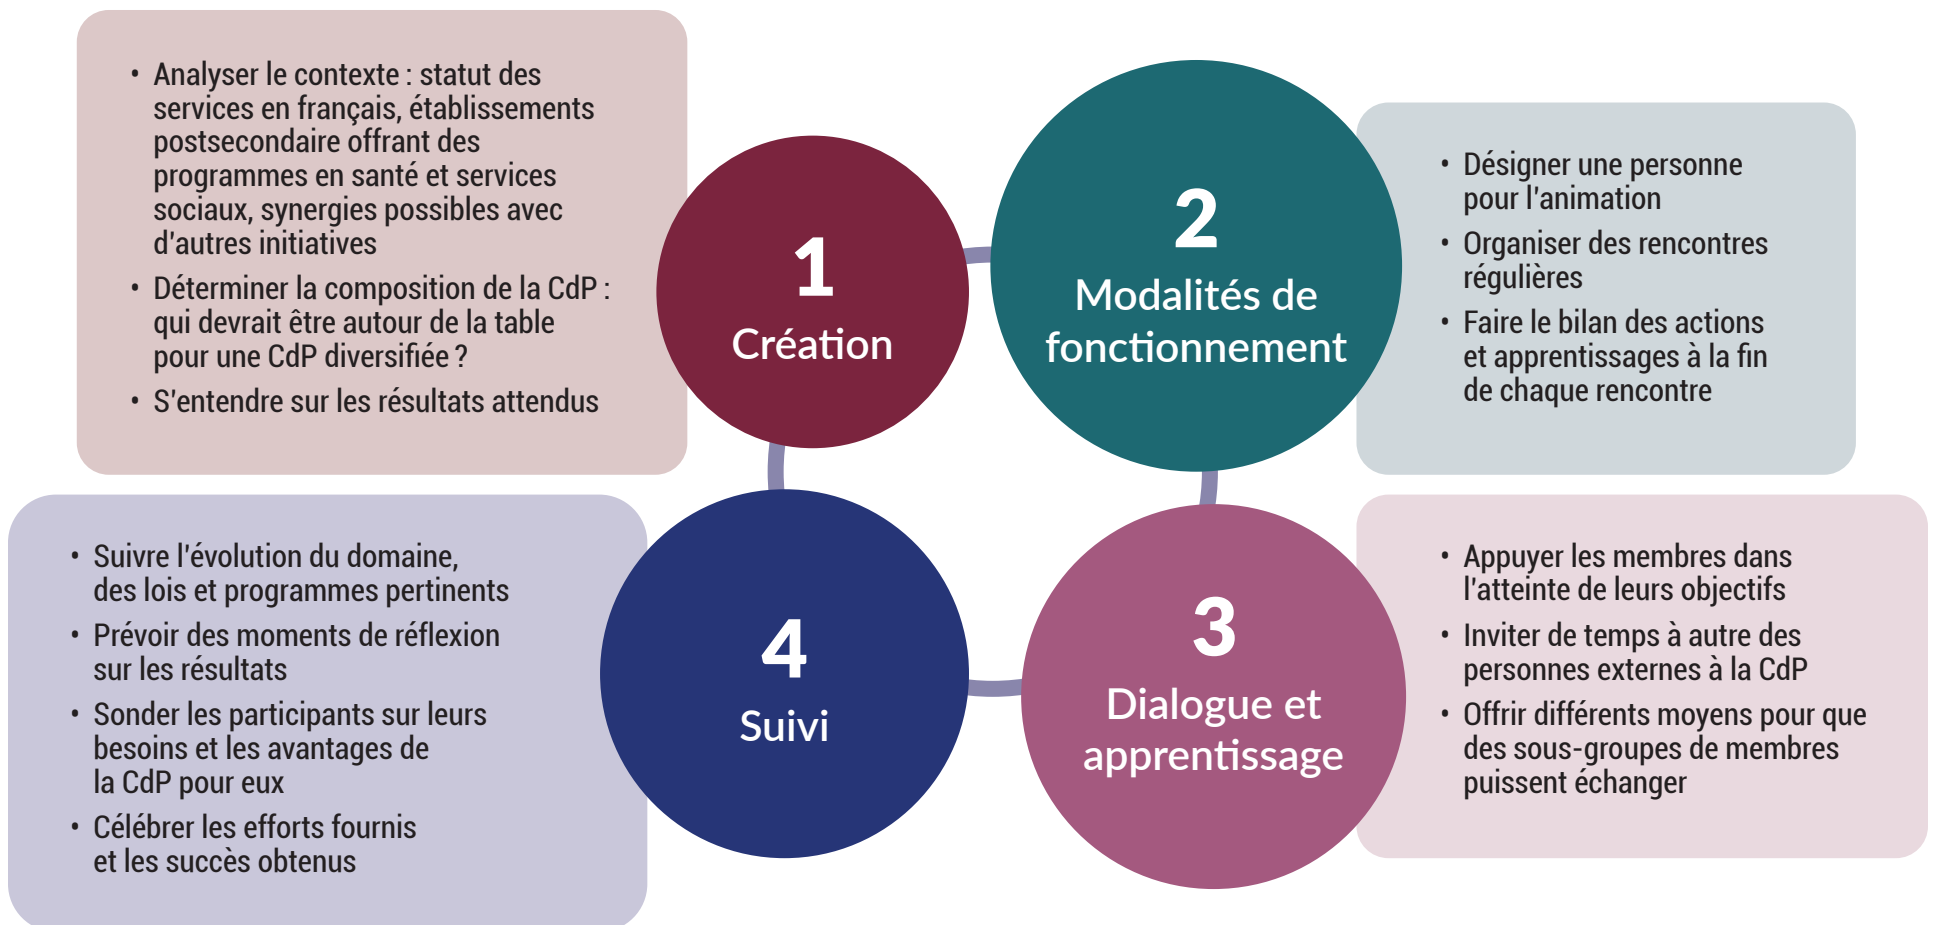 • Analyser le contexte : statut des
services en français, établissements
postsecondaire offrant des
programmes en santé et services
sociaux, synergies possibles avec
d'autres initiatives
• Déterminer la composition de la CdP :
qui devrait être autour de la table
pour une CdP diversifiée ?
• S'entendre sur les résultats attendus
1
Création
2
Modalités de
fonctionnement
• Désigner une personne
pour l'animation
• Organiser des rencontres
régulières
• Faire le bilan des actions
et apprentissages à la fin
de chaque rencontre
3
Dialogue et
apprentissage
• Appuyer les membres dans
l'atteinte de leurs objectifs
• Inviter de temps à autre des
personnes externes à la CdP
• Offrir différents moyens pour que
des sous-groupes de membres
puissent échanger
4
Suivi
• Suivre l'évolution du domaine,
des lois et programmes pertinents
• Prévoir des moments de réflexion
sur les résultats
• Sonder les participants sur leurs
besoins et les avantages de
la CdP pour eux
• Célébrer les efforts fournis
et les succès obtenus